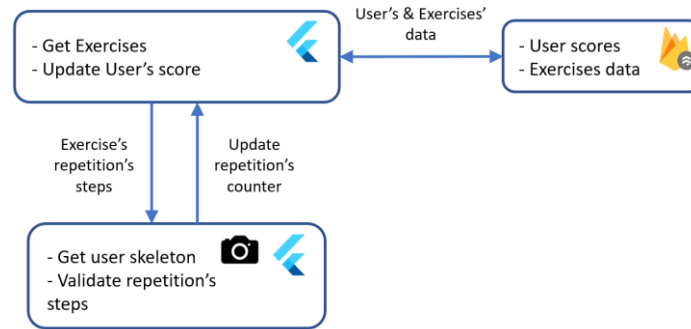 User's & Exercises'
data
- Get Exercises
- Update User's score
- User scores
- Exercises data
Exercise's
repetition's
steps
Update
repetition's
counter
- Get user skeleton
- Validate repetition's
steps